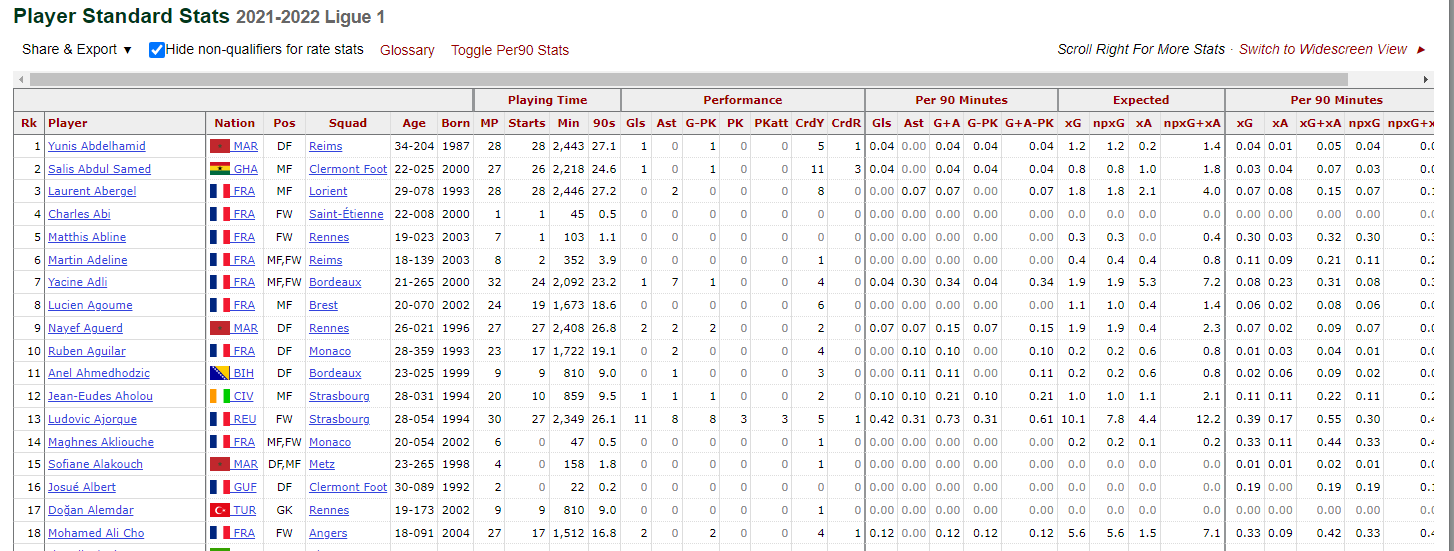 Player Standard Stats 2021-2022 Ligue 1
Share & Export ▼ Hide non-qualifiers for rate stats Glossary Toggle Per90 Stats Scroll Right For More Stats · Switch to Widescreen View ►
Playing Time Performance Per 90 Minutes Expected Per 90 Minutes
Rk Player Nation Pos Squad Age Born MP Starts Min 90s Gls Ast G-PK PK PKatt CrdY CrdR Gls Ast G+A G-PK G+A-PK xG npxG xA npxG+xA xG xA xG+xA npxG npxG+x
1 Yunis Abdelhamid MAR DF Reims 34-204 1987 28 28 2,443 27.1 1 0 1 0 0 5 1 0.04 0.00 0.04 0.04 0.04 1.2 1.2 0.2 1.4 0.04 0.01 0.05 0.04
2 Salis Abdul Samed GHA MF Clermont Foot 22-025 2000 27 26 2,218 24.6 1 0 1 0 0 11 3 0.04 0.00 0.04 0.04 0.04 0.8 0.8 1.0 1.8 0.03 0.04 0.07 0.03
3 Laurent Abergel FRA MF Lorient 29-078 1993 28 28 2,446 27.2 0 2 0 0 0 8 0 0.00 0.07 0.07 0.00 0.07 1.8 1.8 2.1 4.0 0.07 0.08 0.15 0.07
4 Charles Abi FRA FW Saint-Étienne 22-008 2000 1 1 45 0.5 0 0 0 0 0 0 0 0.00 0.00 0.00 0.00 0.00 0.0 0.0 0.0 0.0 0.00 0.00 0.00 0.00
5 Matthis Abline FRA FW Rennes 19-023 2003 7 1 103 1.1 0 0 0 0 0 0 0 0.00 0.00 0.00 0.00 0.00 0.3 0.3 0.0 0.4 0.30 0.03 0.32 0.30
6 Martin Adeline FRA MF,FW Reims 18-139 2003 8 2 352 3.9 0 0 0 0 0 1 0 0.00 0.00 0.00 0.00 0.00 0.4 0.4 0.4 0.8 0.11 0.09 0.21 0.11
7 Yacine Adli FRA MF,FW Bordeaux 21-265 2000 32 24 2,092 23.2 1 7 1 0 0 4 0 0.04 0.30 0.34 0.04 0.34 1.9 1.9 5.3 7.2 0.08 0.23 0.31 0.08
8 Lucien Agoume FRA MF Brest 20-070 2002 24 19 1,673 18.6 0 0 0 0 0 6 0 0.00 0.00 0.00 0.00 0.00 1.1 1.0 0.4 1.4 0.06 0.02 0.08 0.06
9 Nayef Aguerd MAR DF Rennes 26-021 1996 27 27 2,408 26.8 2 2 2 0 0 2 0 0.07 0.07 0.15 0.07 0.15 1.9 1.9 0.4 2.3 0.07 0.02 0.09 0.07
10 Ruben Aguilar FRA DF Monaco 28-359 1993 23 17 1,722 19.1 0 2 0 0 0 4 0 0.00 0.10 0.10 0.00 0.10 0.2 0.2 0.6 0.8 0.01 0.03 0.04 0.01
11 Anel Ahmedhodzic BIH DF Bordeaux 23-025 1999 9 9 810 9.0 0 1 0 0 0 3 0 0.00 0.11 0.11 0.00 0.11 0.2 0.2 0.6 0.8 0.02 0.06 0.09 0.02
12 Jean-Eudes Aholou CIV MF Strasbourg 28-031 1994 20 10 859 9.5 1 1 1 0 0 2 0 0.10 0.10 0.21 0.10 0.21 1.0 1.0 1.1 2.1 0.11 0.11 0.22 0.11
13 Ludovic Ajorque REU FW Strasbourg 28-054 1994 30 27 2,349 26.1 11 8 8 3 3 5 1 0.42 0.31 0.73 0.31 0.61 10.1 7.8 4.4 12.2 0.39 0.17 0.55 0.30
14 Maghnes Akliouche FRA MF,FW Monaco 20-054 2002 6 0 47 0.5 0 0 0 0 0 1 0 0.00 0.00 0.00 0.00 0.00 0.2 0.2 0.1 0.2 0.33 0.11 0.44 0.33
15 Sofiane Alakouch MAR DF,MF Metz 23-265 1998 4 0 158 1.8 0 0 0 0 0 1 0 0.00 0.00 0.00 0.00 0.00 0.0 0.0 0.0 0.0 0.01 0.01 0.02 0.01
16 Josué Albert GUF DF Clermont Foot 30-089 1992 2 0 22 0.2 0 0 0 0 0 0 0 0.00 0.00 0.00 0.00 0.00 0.0 0.0 0.0 0.0 0.19 0.00 0.19 0.19
17 Doğan Alemdar TUR GK Rennes 19-173 2002 9 9 810 9.0 0 0 0 0 0 1 0 0.00 0.00 0.00 0.00 0.00 0.0 0.0 0.0 0.0 0.00 0.00 0.00 0.00
18 Mohamed Ali Cho FRA FW Angers 18-091 2004 27 17 1,512 16.8 2 0 2 0 0 4 1 0.12 0.00 0.12 0.12 0.12 5.6 5.6 1.5 7.1 0.33 0.09 0.42 0.33